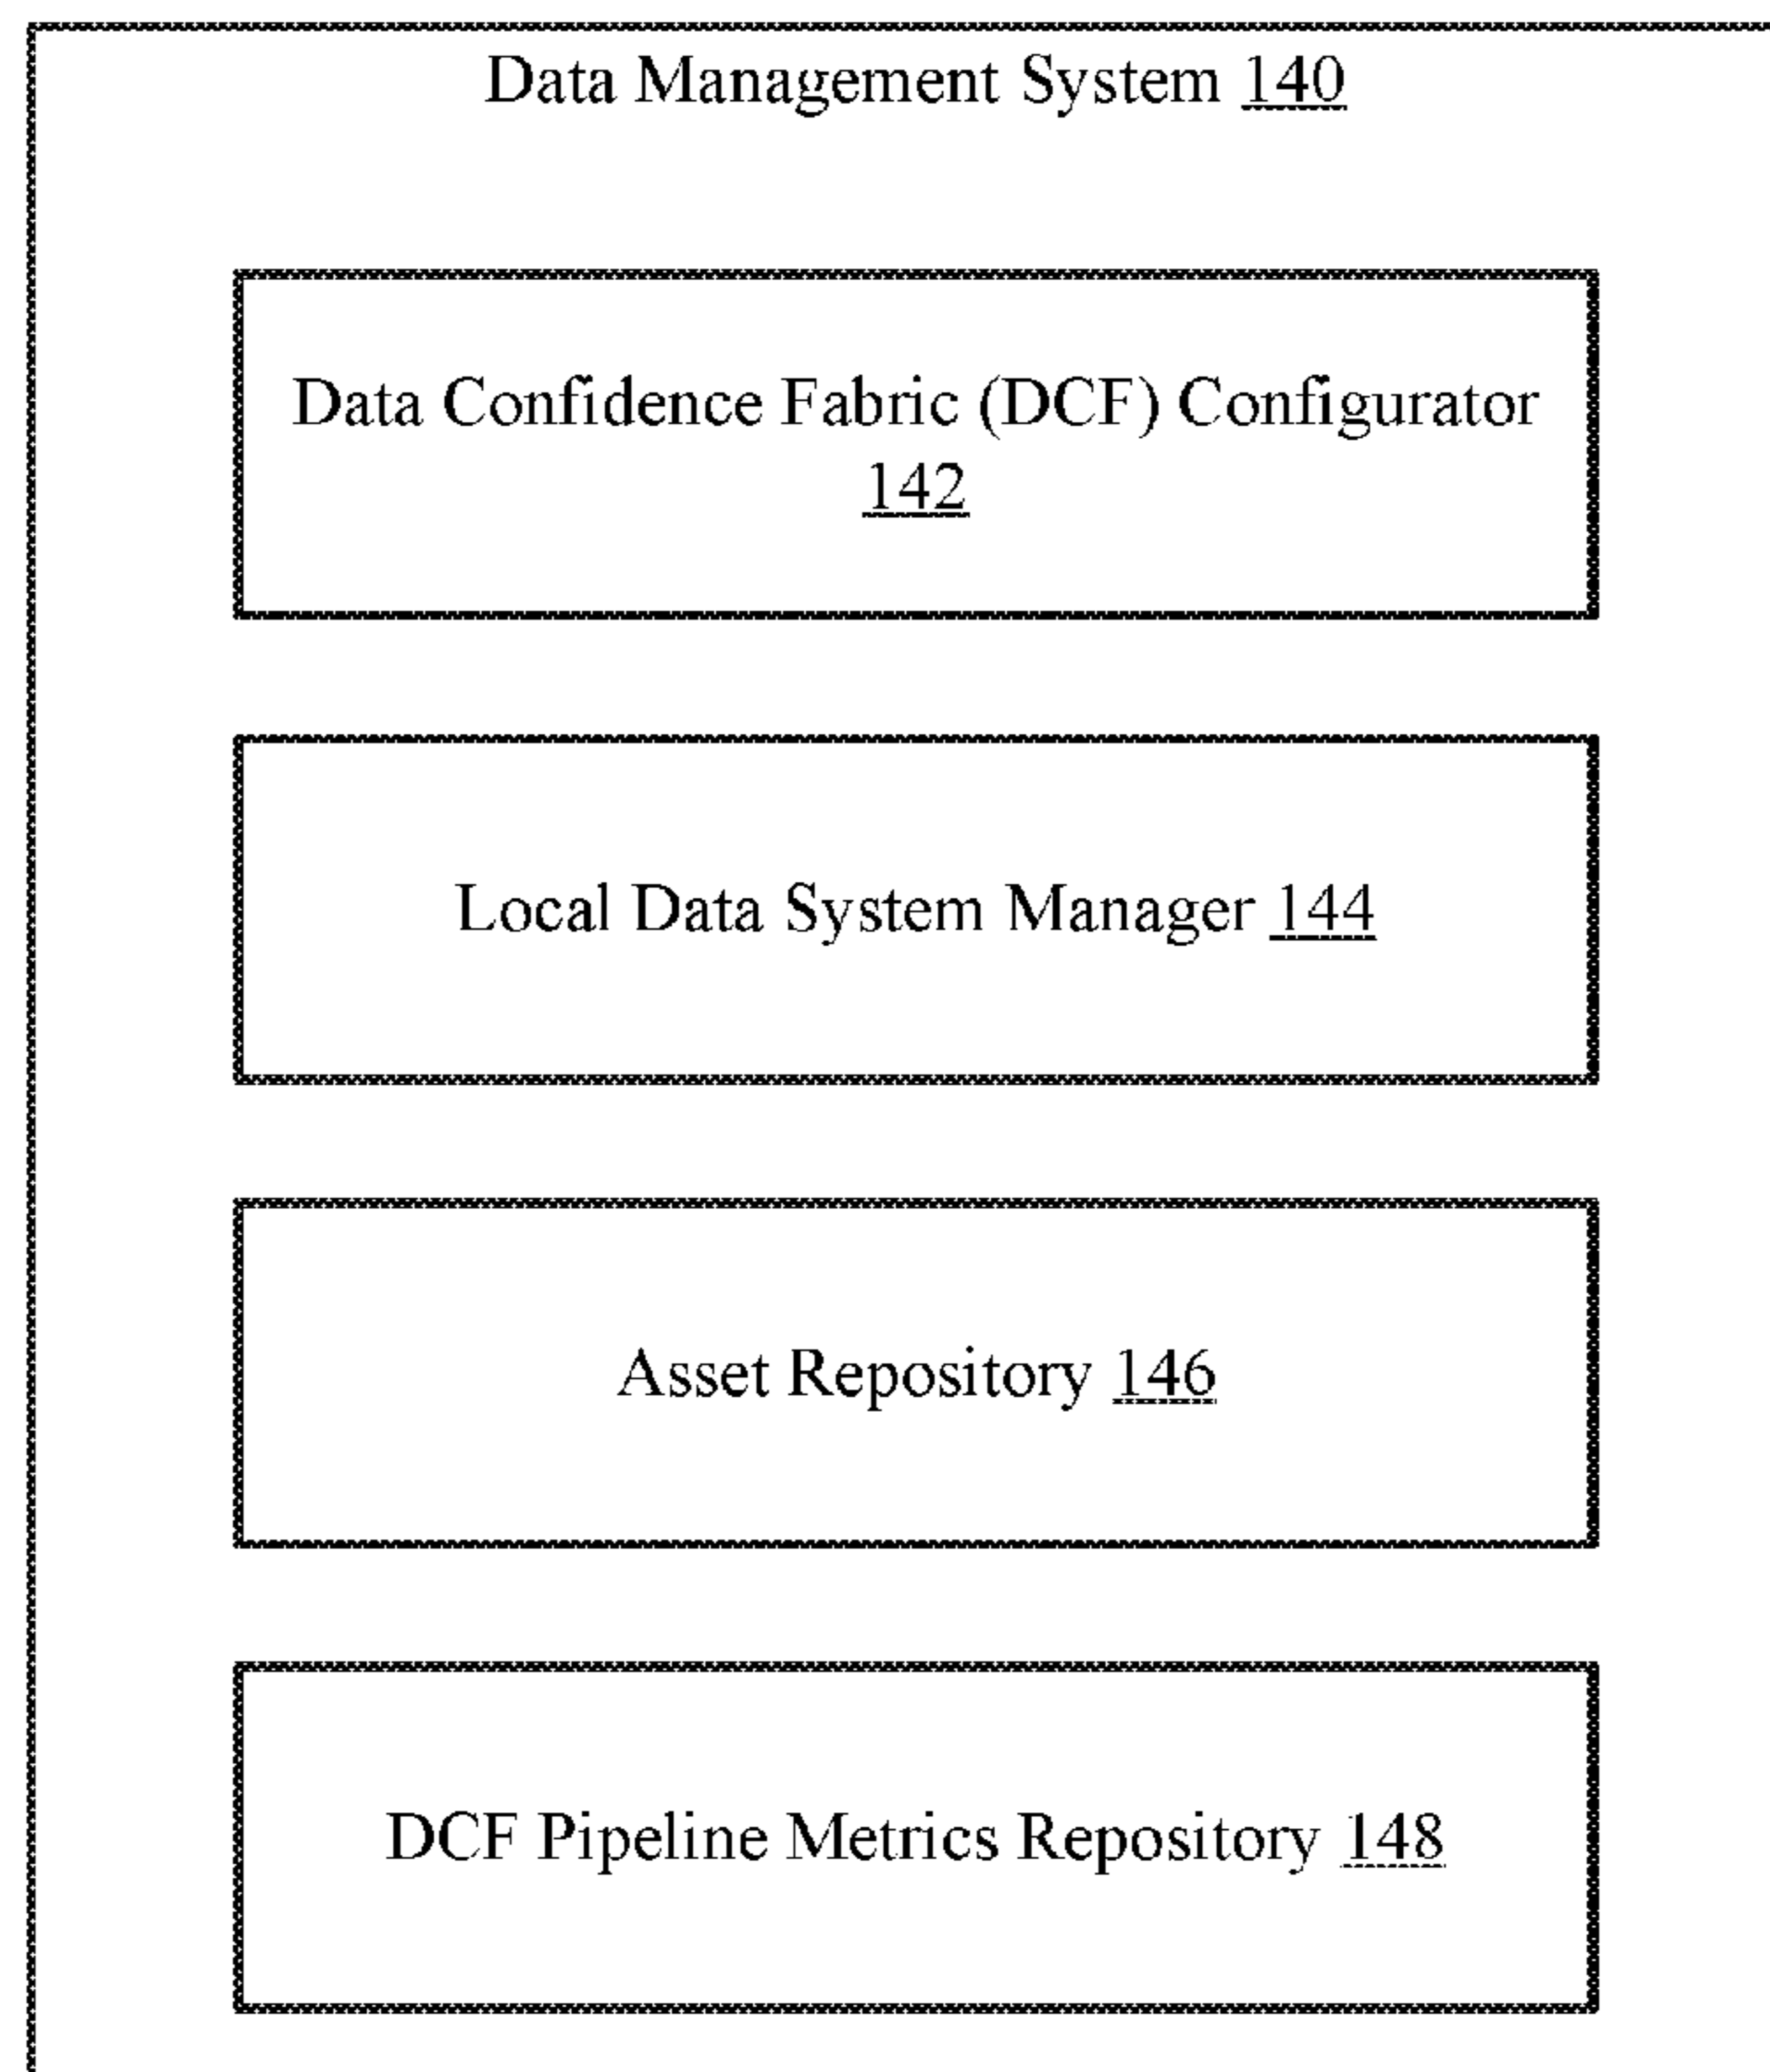 Data Management System 140
Data Confidence Fabric (DCF) Configurator
142
Local Data System Manager 144
Asset Repository 146
DCF Pipeline Metrics Repository 148